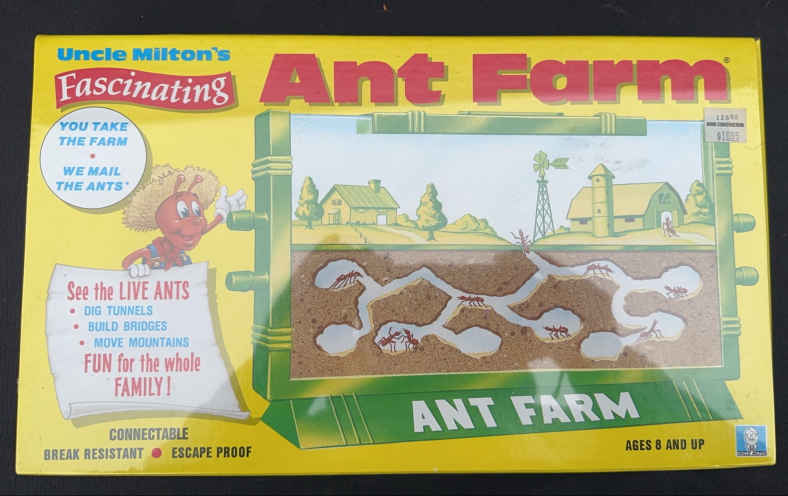 Uncle Milton's
Fascinating
Ant Farm®
YOU TAKE
THE FARM
•
WE MAIL
THE ANTS*
See the LIVE ANTS
• DIG TUNNELS
• BUILD BRIDGES
• MOVE MOUNTAINS
FUN for the whole
FAMILY!
ANT FARM
CONNECTABLE
BREAK RESISTANT • ESCAPE PROOF
AGES 8 AND UP